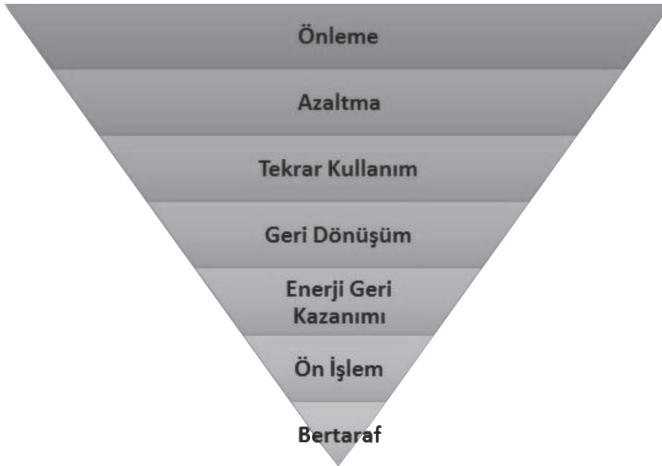 Önleme
Azaltma
Tekrar Kullanım
Geri Dönüşüm
Enerji Geri
Kazanımı
Ön İşlem
Bertaraf